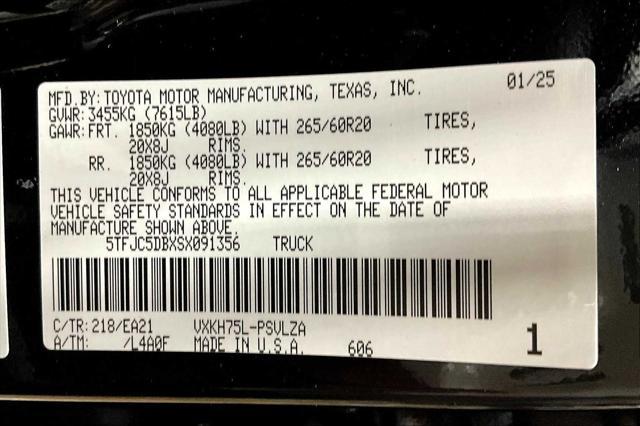 MFD.BY:TOYOTA MOTOR MANUFACTURING, TEXAS, INC. 01/25
GVWR: 3455KG (7615LB)
GAWR:FRT. 1850KG (4080LB) WITH 265/60R20 TIRES,
20X8J RIMS.
RR. 1850KG (4080LB) WITH 265/60R20 TIRES,
20X8J RIMS.
THIS VEHICLE CONFORMS TO ALL APPLICABLE FEDERAL MOTOR
VEHICLE SAFETY STANDARDS IN EFFECT ON THE DATE OF
MANUFACTURE SHOWN ABOVE.
5TFJC5DBXSX091356 TRUCK
C/TR:218/EA21 VXKH75L-PSVLZA
A/TM: /L4A0F MADE IN U.S.A. 606 1